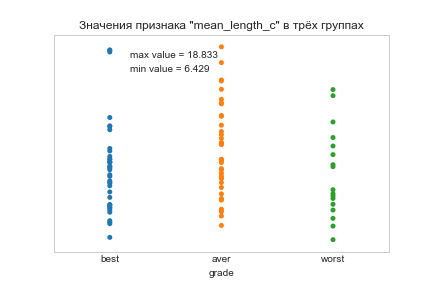 Значения признака "mean_length_c" в трёх группах
max value = 18.833
min value = 6.429
best aver worst
grade